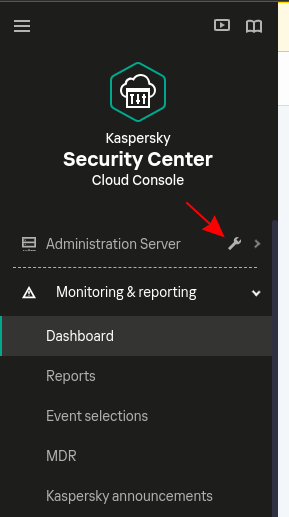 Kaspersky
Security Center
Cloud Console
Administration Server
Monitoring & reporting
Dashboard
Reports
Event selections
MDR
Kaspersky announcements